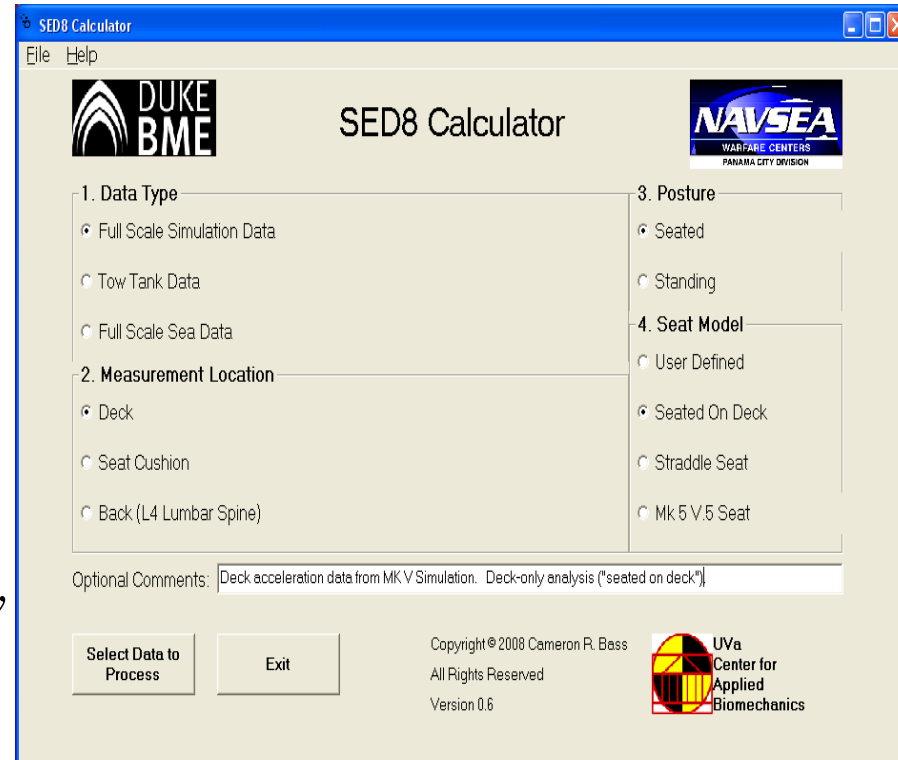 SED8 Calculator
File Help
DUKE
BME
SED8 Calculator
NAVSEA
WARFARE CENTERS
PANAMA CITY DIVISION
1. Data Type
Full Scale Simulation Data
Tow Tank Data
Full Scale Sea Data
2. Measurement Location
Deck
Seat Cushion
Back (L4 Lumbar Spine)
3. Posture
Seated
Standing
4. Seat Model
User Defined
Seated On Deck
Straddle Seat
Mk 5 V.5 Seat
Optional Comments: Deck acceleration data from MK V Simulation. Deck-only analysis ("seated on deck")
,
Select Data to
Process
Exit
Copyright © 2008 Cameron R. Bass
All Rights Reserved
Version 0.6
UVa
Center for
Applied
Biomechanics